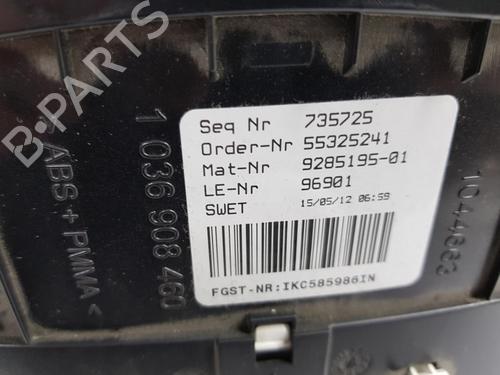 Seq Nr 735725
Order-Nr 55325241
Mat-Nr 9285195-01
LE-Nr 96901
SWET 15/05/12 06:59
FGST-NR:IKC585986IN
1 036 908 460
> ABS + PMMA <
1044663
B-PARTS